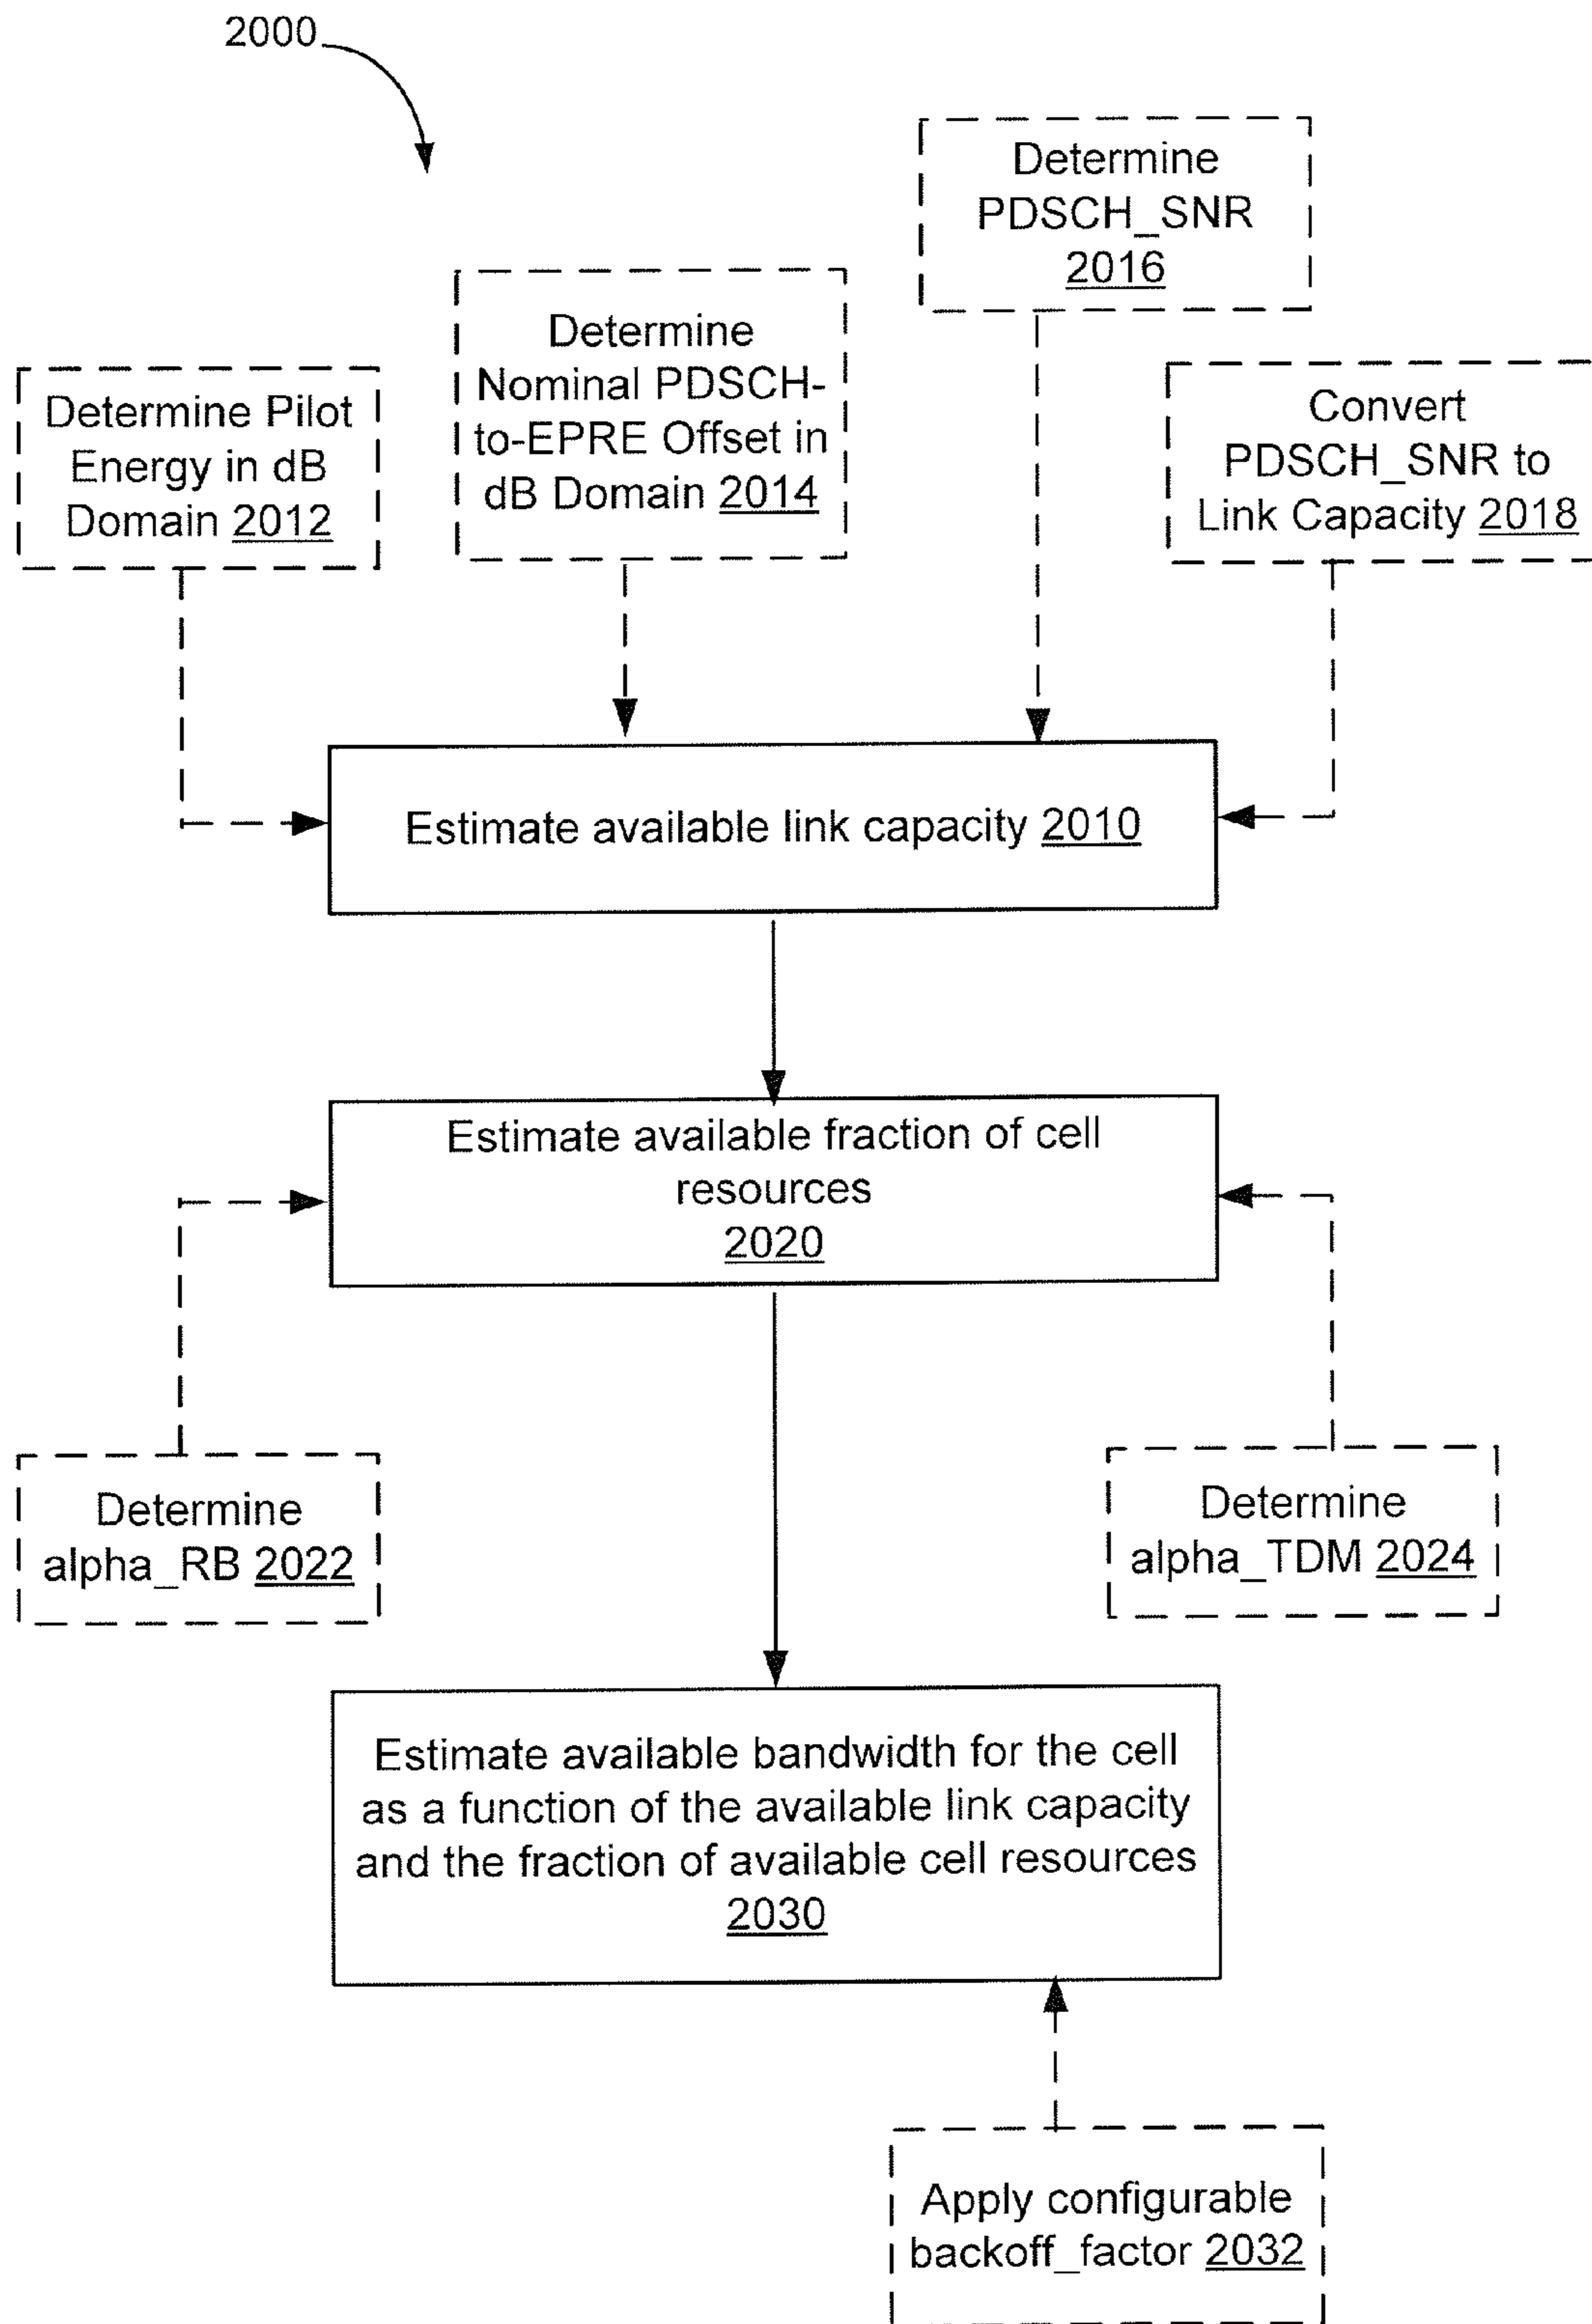 2000
Determine
PDSCH_SNR
2016
Determine
Nominal PDSCH-
to-EPRE Offset in
dB Domain 2014
Determine Pilot
Energy in dB
Domain 2012
Convert
PDSCH_SNR to
Link Capacity 2018
Estimate available link capacity 2010
Estimate available fraction of cell
resources
2020
Determine
alpha_RB 2022
Determine
alpha_TDM 2024
Estimate available bandwidth for the cell
as a function of the available link capacity
and the fraction of available cell resources
2030
Apply configurable
backoff_factor 2032